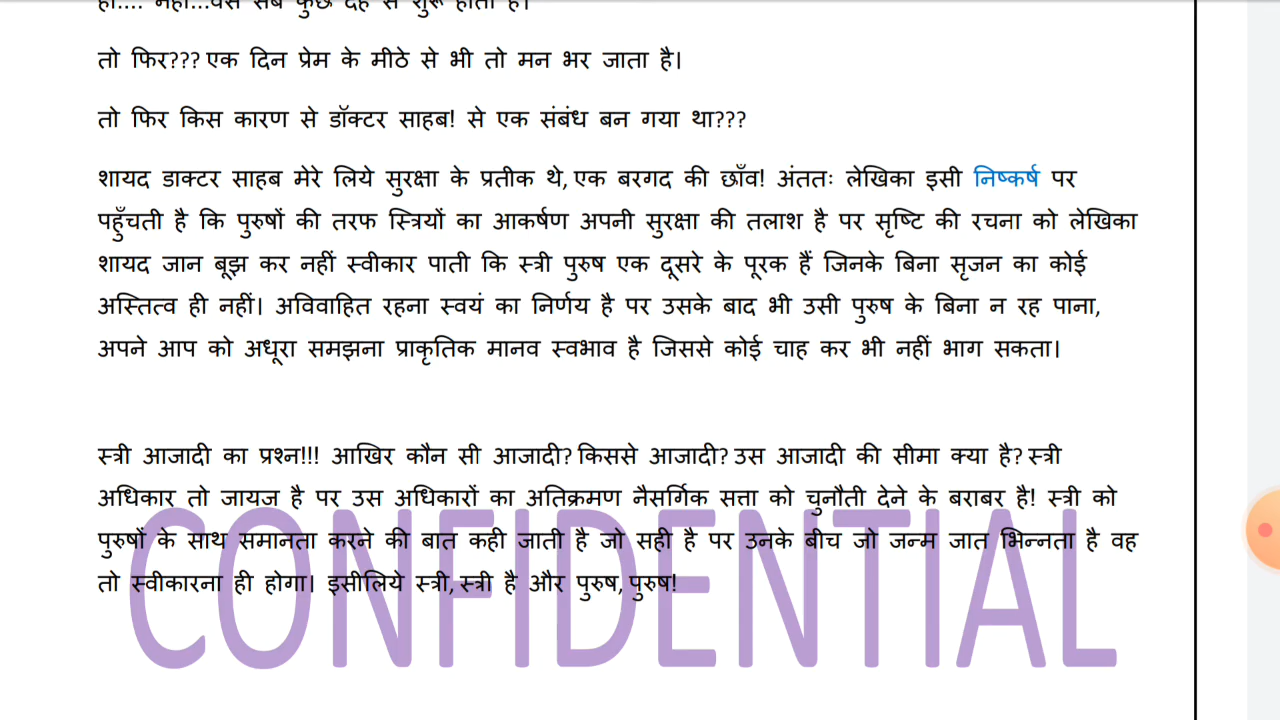 हा.... नहीं...वैसे सब कुछ देह से शुरू होता है।
तो फिर??? एक दिन प्रेम के मीठे से भी तो मन भर जाता है।
तो फिर किस कारण से डॉक्टर साहब! से एक संबंध बन गया था???
शायद डाक्टर साहब मेरे लिये सुरक्षा के प्रतीक थे, एक बरगद की छाँव! अंततः लेखिका इसी निष्कर्ष पर
पहुँचती है कि पुरुषों की तरफ स्त्रियों का आकर्षण अपनी सुरक्षा की तलाश है पर सृष्टि की रचना को लेखिका
शायद जान बूझ कर नहीं स्वीकार पाती कि स्त्री पुरुष एक दूसरे के पूरक हैं जिनके बिना सृजन का कोई
अस्तित्व ही नहीं। अविवाहित रहना स्वयं का निर्णय है पर उसके बाद भी उसी पुरुष के बिना न रह पाना,
अपने आप को अधूरा समझना प्राकृतिक मानव स्वभाव है जिससे कोई चाह कर भी नहीं भाग सकता।
स्त्री आजादी का प्रश्न!!! आखिर कौन सी आजादी? किससे आजादी? उस आजादी की सीमा क्या है? स्त्री
अधिकार तो जायज है पर उस अधिकारों का अतिक्रमण नैसर्गिक सत्ता को चुनौती देने के बराबर है! स्त्री को
पुरुषों के साथ समानता करने की बात कही जाती है जो सही है पर उनके बीच जो जन्म जात भिन्नता है वह
तो स्वीकारना ही होगा। इसीलिये स्त्री, स्त्री है और पुरुष, पुरुष!
CONFIDENTIAL